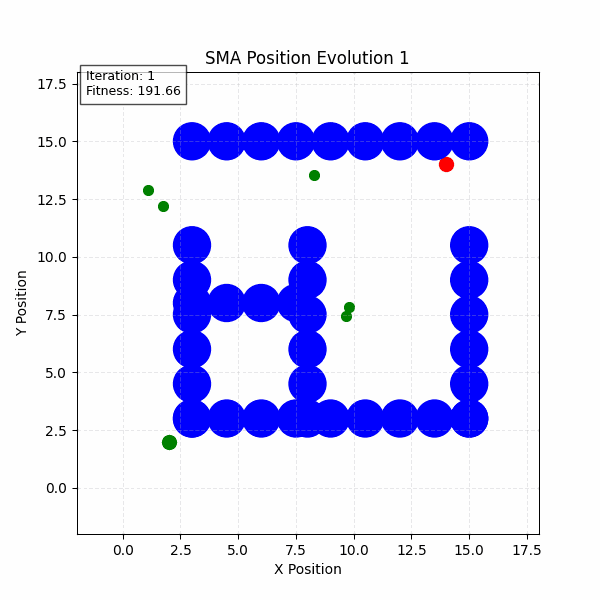 SMA Position Evolution 1
Iteration: 1
Fitness: 191.66
17.5
15.0
12.5
10.0
7.5
5.0
2.5
0.0
Y Position
0.0 2.5 5.0 7.5 10.0 12.5 15.0 17.5
X Position